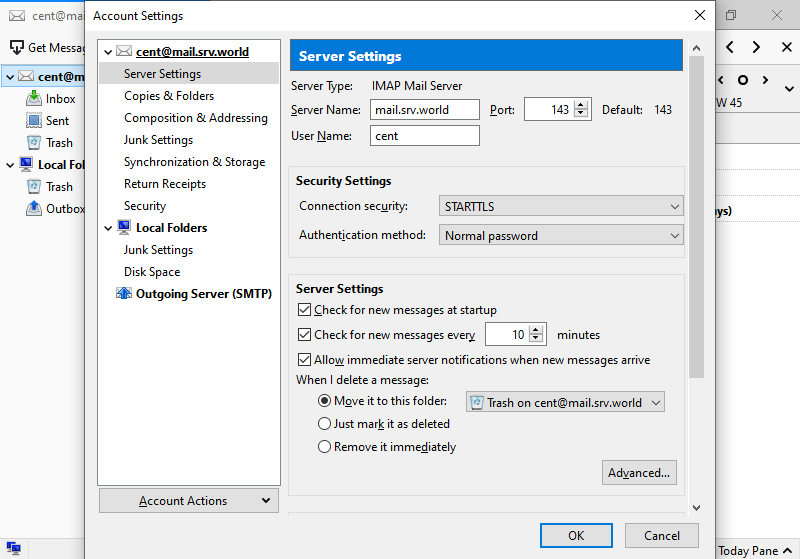 cent@mai
Account Settings
Get Messag
cent@m
Inbox
Sent
Trash
Local Fol
Trash
Outbox
cent@mail.srv.world
Server Settings
Copies & Folders
Composition & Addressing
Junk Settings
Synchronization & Storage
Return Receipts
Security
Local Folders
Junk Settings
Disk Space
Outgoing Server (SMTP)
Account Actions
Server Settings
Server Type: IMAP Mail Server
Server Name: mail.srv.world Port: 143 Default: 143
User Name: cent
Security Settings
Connection security: STARTTLS
Authentication method: Normal password
Server Settings
Check for new messages at startup
Check for new messages every 10 minutes
Allow immediate server notifications when new messages arrive
When I delete a message:
Move it to this folder: Trash on cent@mail.srv.world
Just mark it as deleted
Remove it immediately
Advanced...
OK Cancel
W 45
ys)
Today Pane